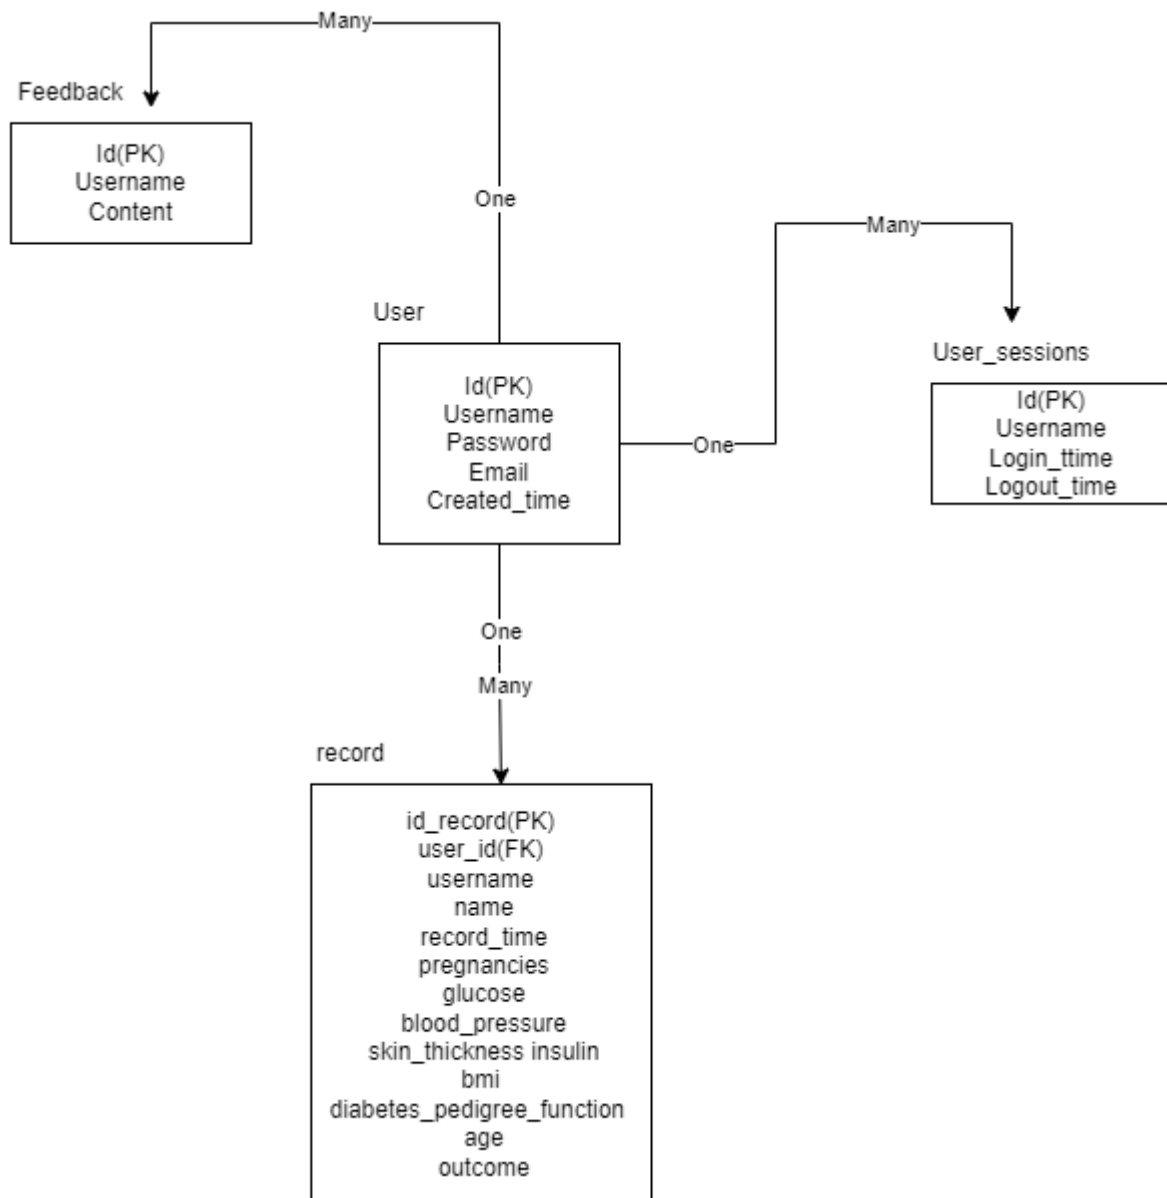 Many
Feedback
Id(PK)
Username
Content
One
Many
User
User_sessions
Id(PK)
Username
Password
Email
Created_time
One
Id(PK)
Username
Login_ttime
Logout_time
One
Many
record
id_record(PK)
user_id(FK)
username
name
record_time
pregnancies
glucose
blood_pressure
skin_thickness insulin
bmi
diabetes_pedigree_function
age
outcome